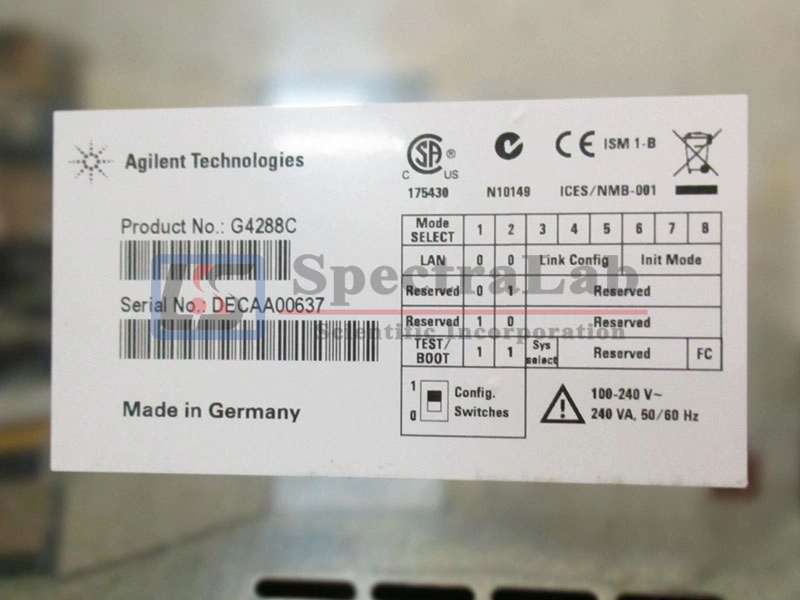 Agilent Technologies
Product No.: G4288C
Serial No.: DECAA00637
Made in Germany
C SA ® US
175430
N10149
CE ISM 1-B
ICES/NMB-001
Mode SELECT 1 2 3 4 5 6 7 8
LAN 0 0 Link Config Init Mode
Reserved 0 1 Reserved
Reserved 1 0 Reserved
TEST/BOOT 1 1 Sys select Reserved FC
1 Config.
0 Switches
100-240 V~
240 VA, 50/60 Hz
LS SpectraLab
Scientific Incorporation